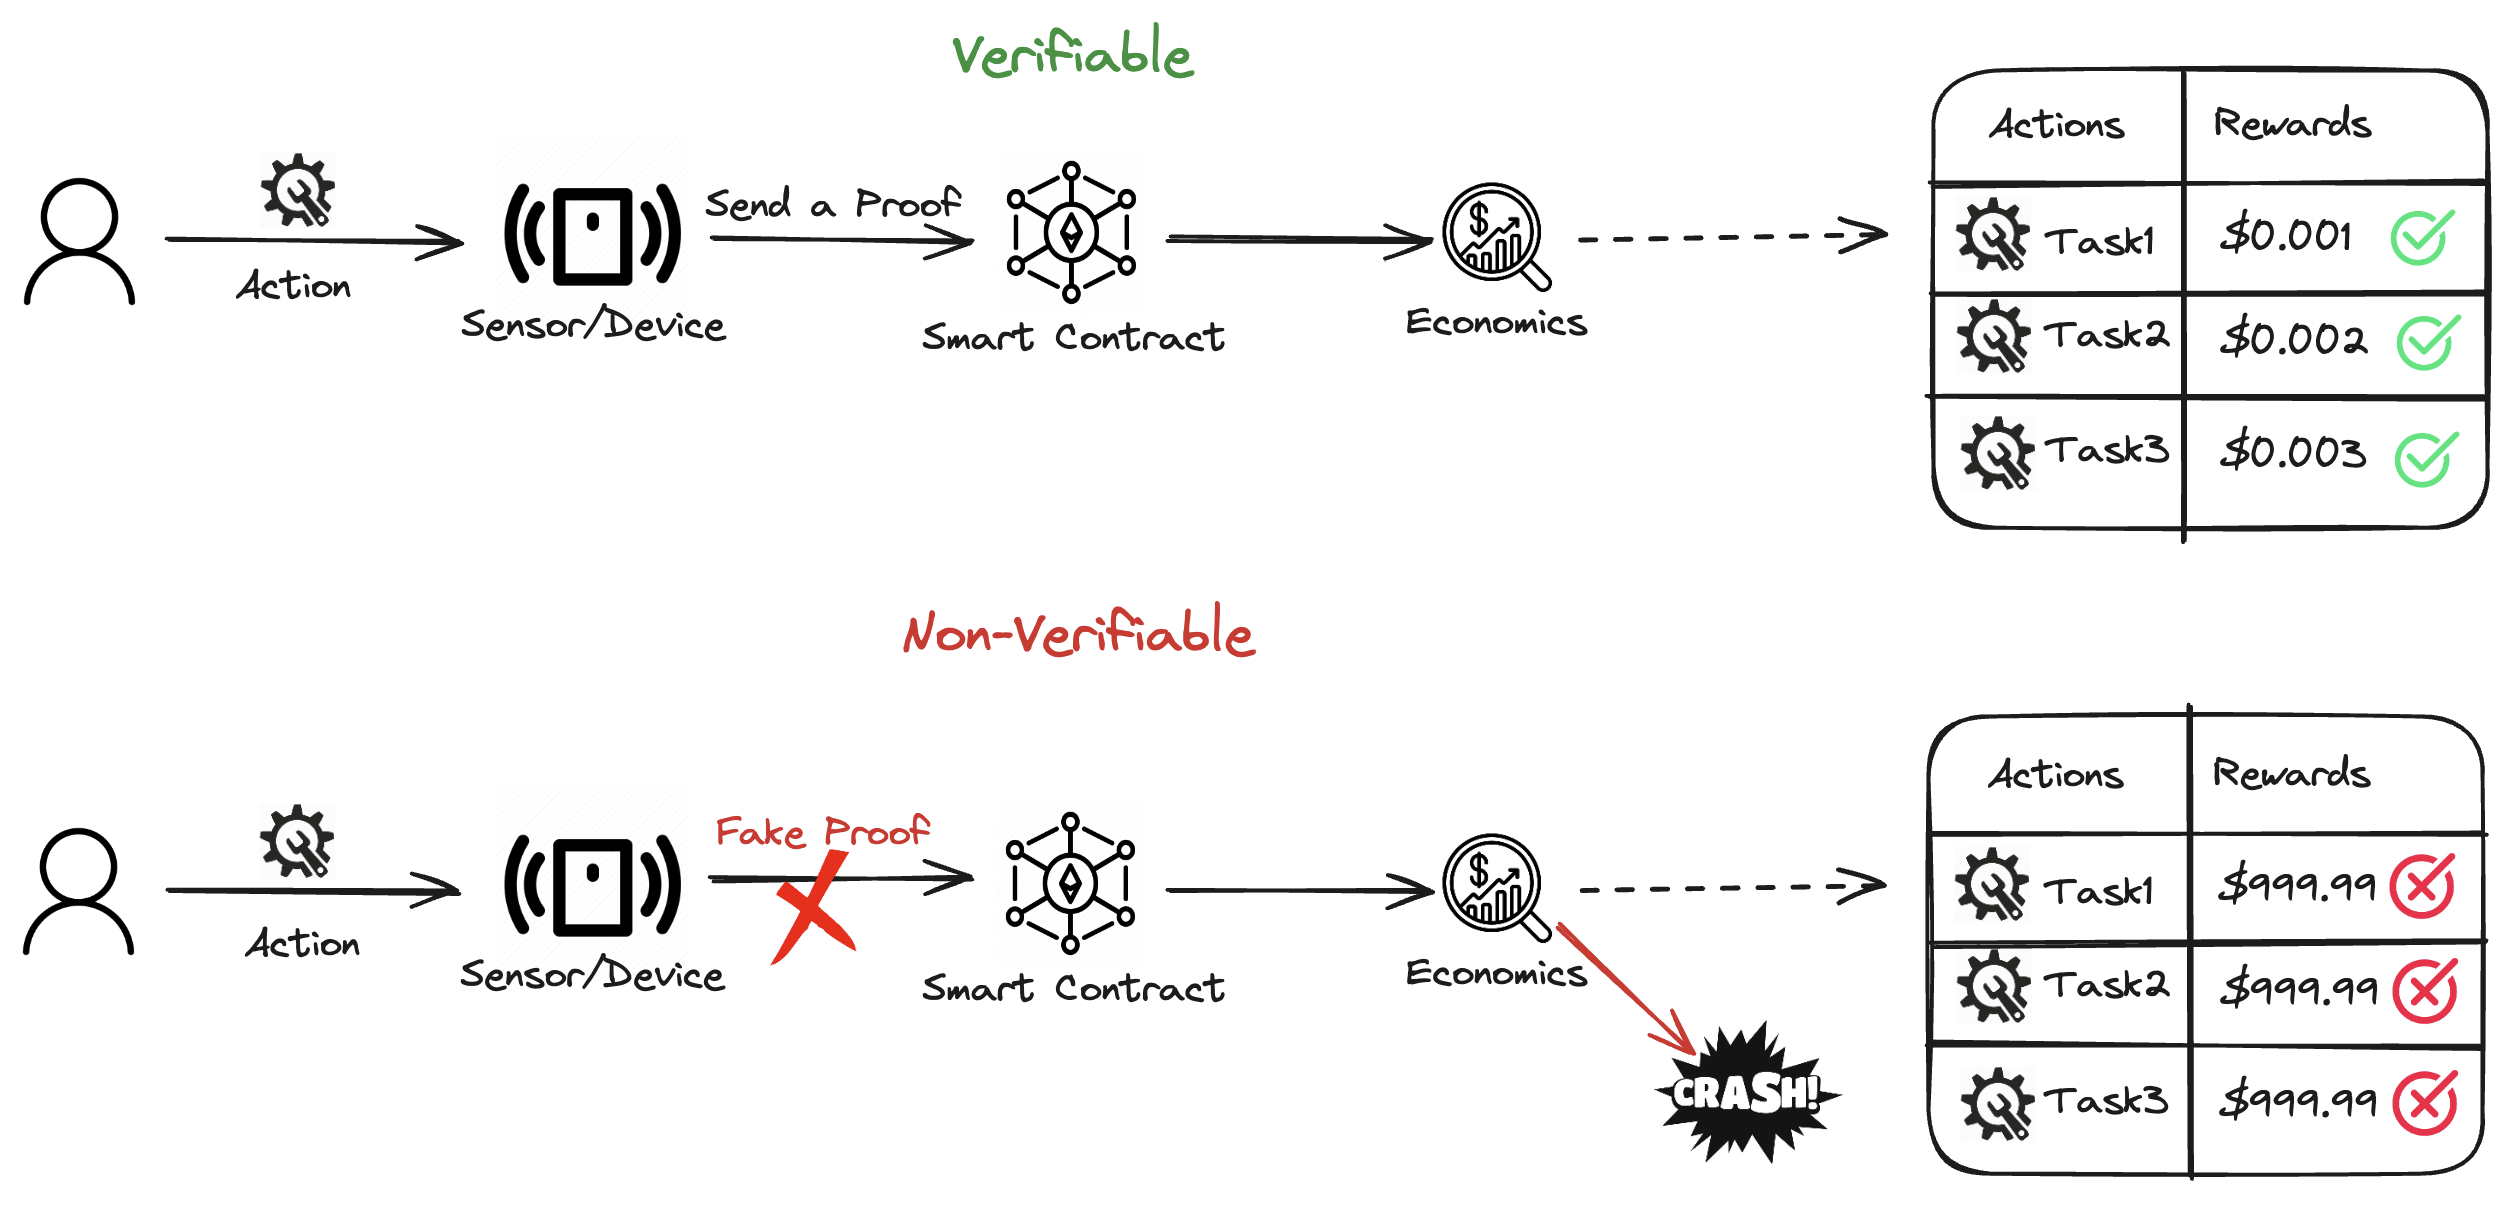 Verifiable
Action
Sensor/Device
Send a Proof
Smart Contract
$
Economics
Actions Rewards
Task1 $0.001
Task2 $0.002
Task3 $0.003
Non-Verifiable
Action
Sensor/Device
Fake Proof
Smart Contract
$
Economics
CRASH!
Actions Rewards
Task1 $999.99
Task2 $999.99
Task3 $999.99